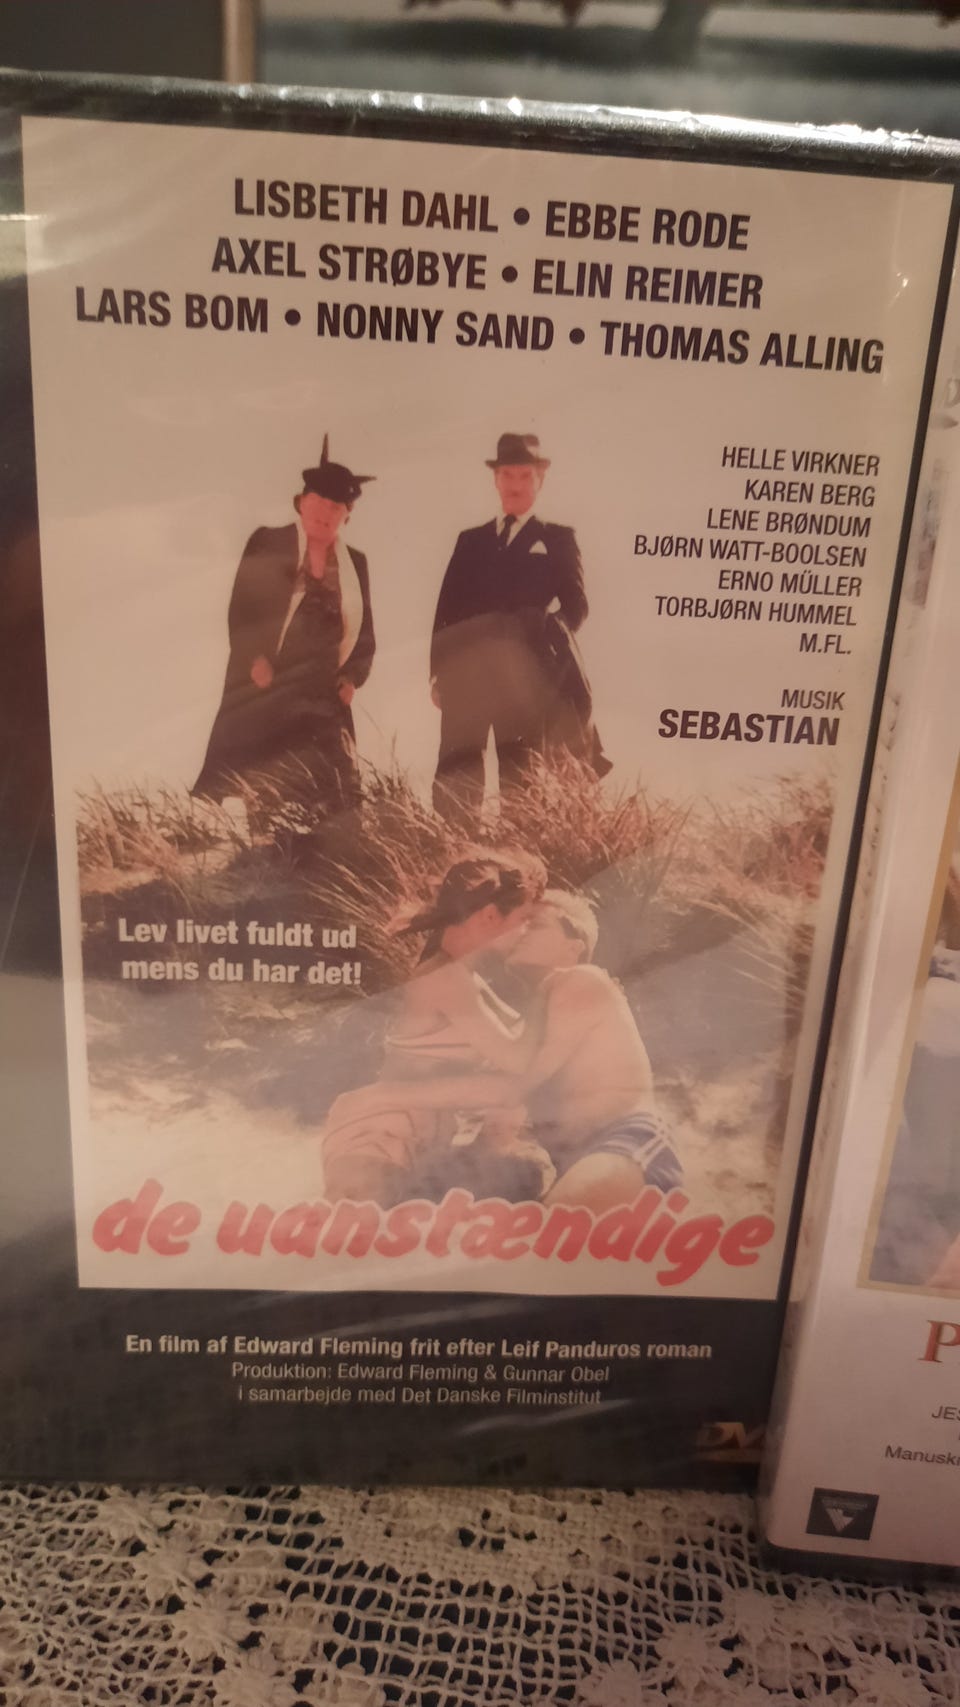 LISBETH DAHL • EBBE RODE
AXEL STRØBYE • ELIN REIMER
LARS BOM • NONNY SAND • THOMAS ALLING
HELLE VIRKNER
KAREN BERG
LENE BRØNDUM
BJØRN WATT-BOOLSEN
ERNO MÜLLER
TORBJØRN HUMMEL
M.FL.
MUSIK
SEBASTIAN
Lev livet fuldt ud
mens du har det!
de uanstændige
En film af Edward Fleming frit efter Leif Panduros roman
Produktion: Edward Fleming & Gunnar Obel
i samarbejde med Det Danske Filminstitut
DV
P
JES
Manusk